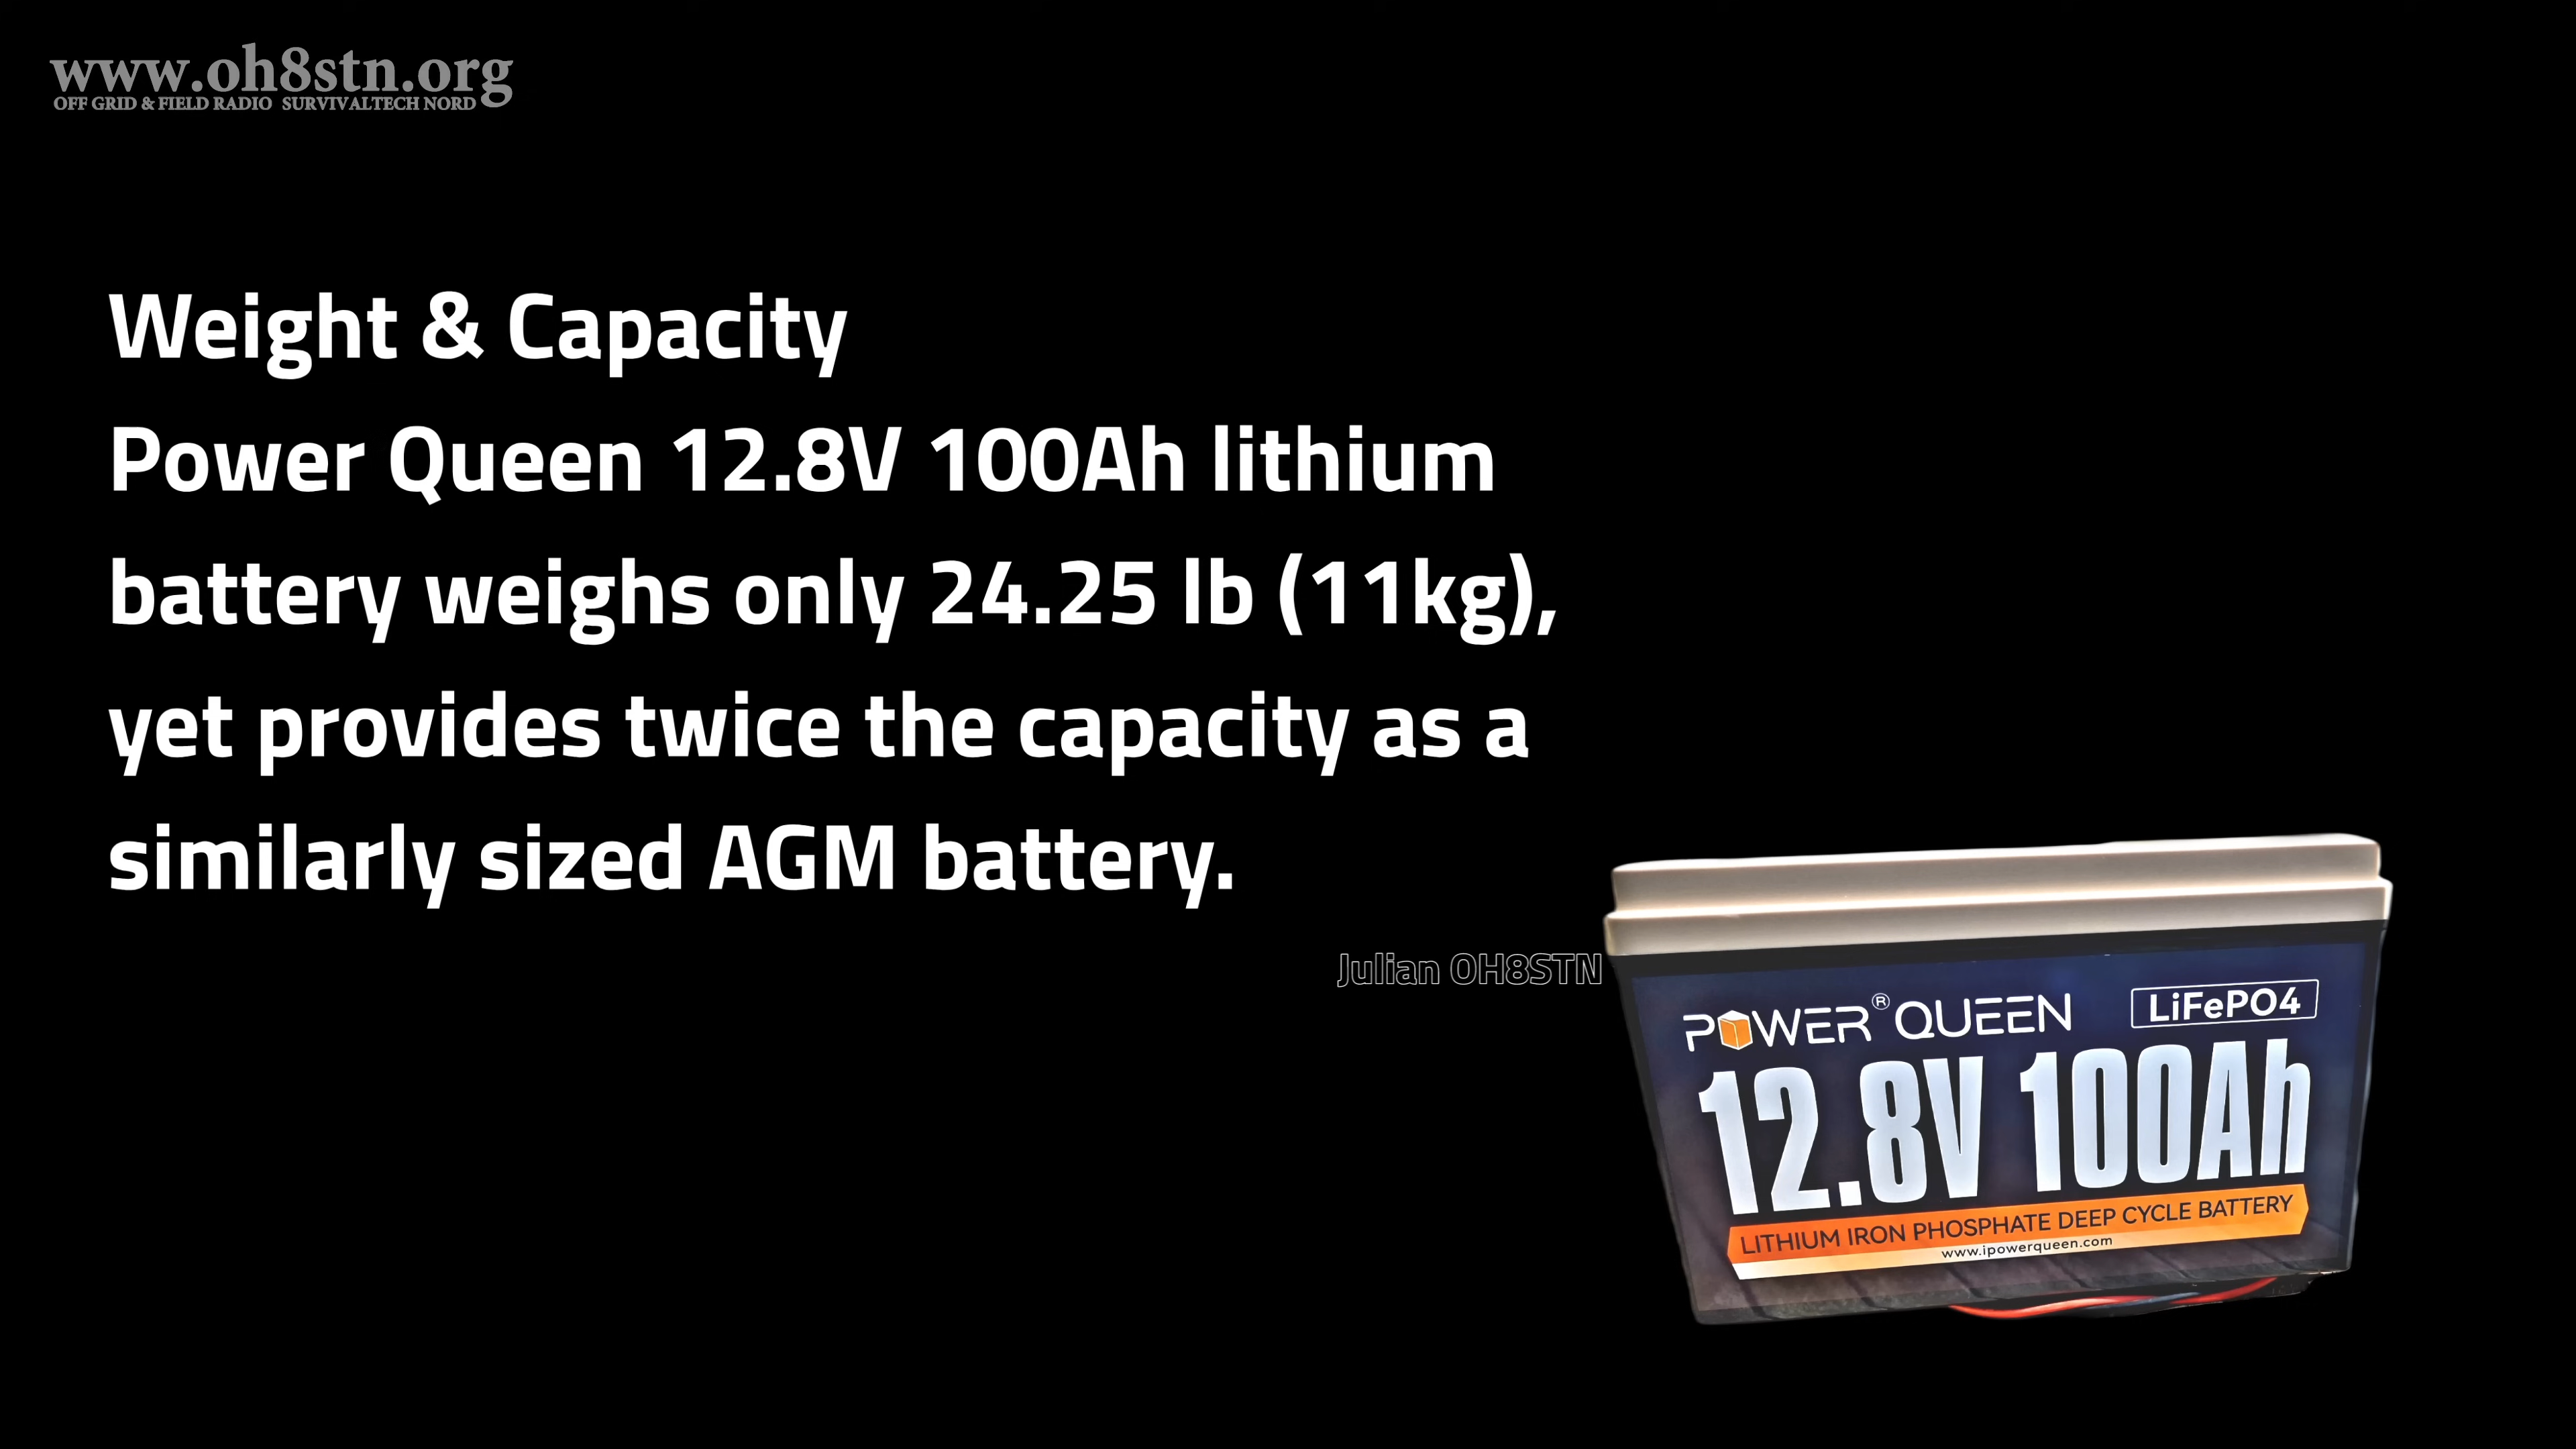 www.oh8stn.org
OFF GRID & FIELD RADIO SURVIVALTECH NORD
Weight & Capacity
Power Queen 12.8V 100Ah lithium
battery weighs only 24.25 lb (11kg),
yet provides twice the capacity as a
similarly sized AGM battery.
Julian OH8STN
POWER® QUEEN LiFePO4
12.8V 100Ah
LITHIUM IRON PHOSPHATE DEEP CYCLE BATTERY
www.ipowerqueen.com